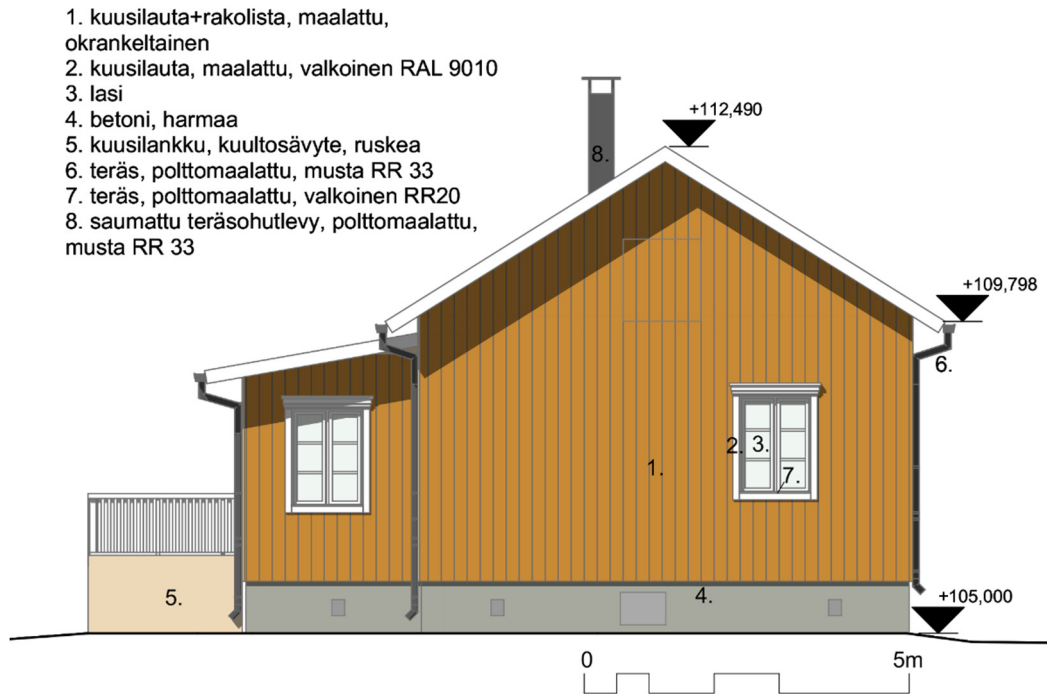 1. kuusilauta+rakolista, maalattu,
okrankeltainen
2. kuusilauta, maalattu, valkoinen RAL 9010
3. lasi
4. betoni, harmaa
5. kuusilankku, kuultosävyte, ruskea
6. teräs, polttomaalattu, musta RR 33
7. teräs, polttomaalattu, valkoinen RR20
8. saumattu teräsohutlevy, polttomaalattu,
musta RR 33
+112,490
8.
+109,798
6.
2. 3.
1.
7.
5.
4.
+105,000
0 5m